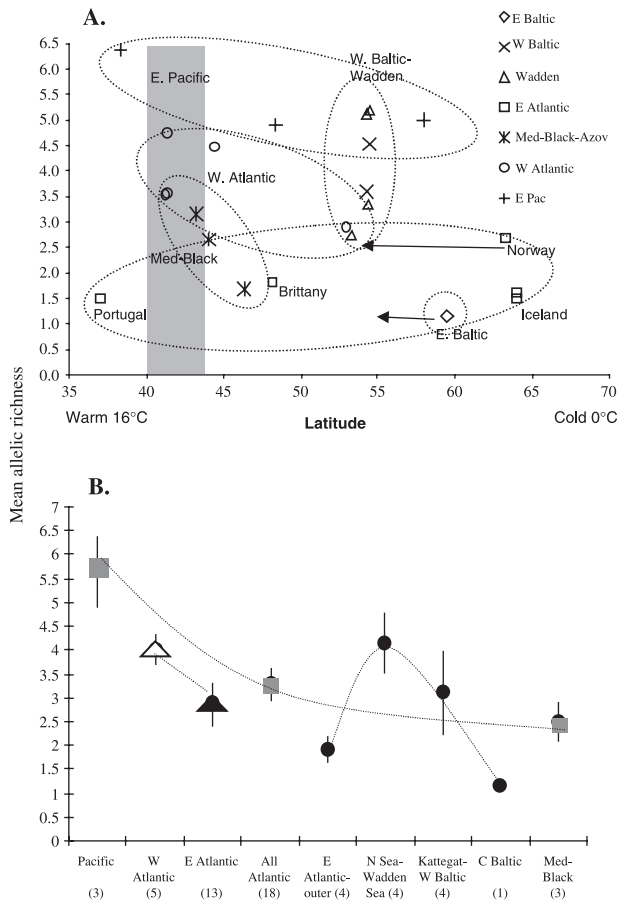 A.
E Baltic
W Baltic
Wadden
E Atlantic
Med-Black-Azov
W Atlantic
E Pac
6.5
6.0
5.5
5.0
4.5
4.0
3.5
3.0
2.5
2.0
1.5
1.0
0.5
0.0
E. Pacific
W. Baltic-
Wadden
W. Atlantic
Med-Black
Norway
Brittany
Portugal
Iceland
E. Baltic
35 40 45 50 55 60 65 70
Warm 16°C Latitude Cold 0°C
Mean allelic richness
B.
7
6.5
6
5.5
5
4.5
4
3.5
3
2.5
2
1.5
1
0.5
0
Pacific
(3)
W
Atlantic
(5)
E Atlantic
(13)
All
Atlantic
(18)
E
Atlantic-
outer (4)
N Sea-
Wadden
Sea (4)
Kattegat-
W Baltic
(4)
C Baltic
(1)
Med-
Black
(3)